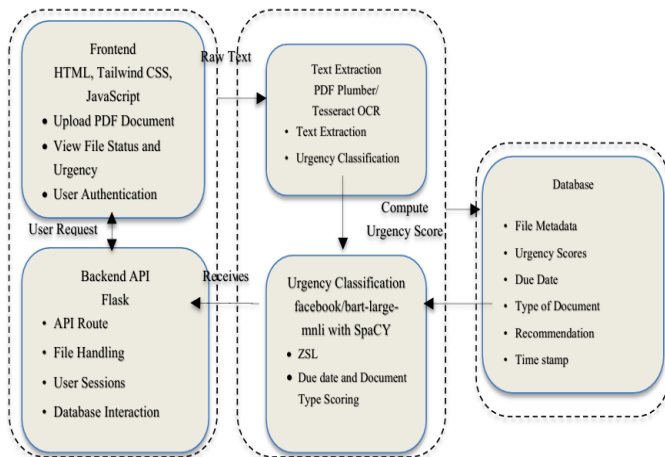 Frontend
HTML, Tailwind CSS,
JavaScript
• Upload PDF Document
• View File Status and
Urgency
• User Authentication
User Request
Backend API
Flask
• API Route
• File Handling
• User Sessions
• Database Interaction
Raw Text
Text Extraction
PDF Plumber/
Tesseract OCR
• Text Extraction
• Urgency Classification
Compute
Urgency Score
Receives
Urgency Classification
facebook/bart-large-
mnli with SpaCY
• ZSL
• Due date and Document
Type Scoring
Database
• File Metadata
• Urgency Scores
• Due Date
• Type of Document
• Recommendation
• Time stamp